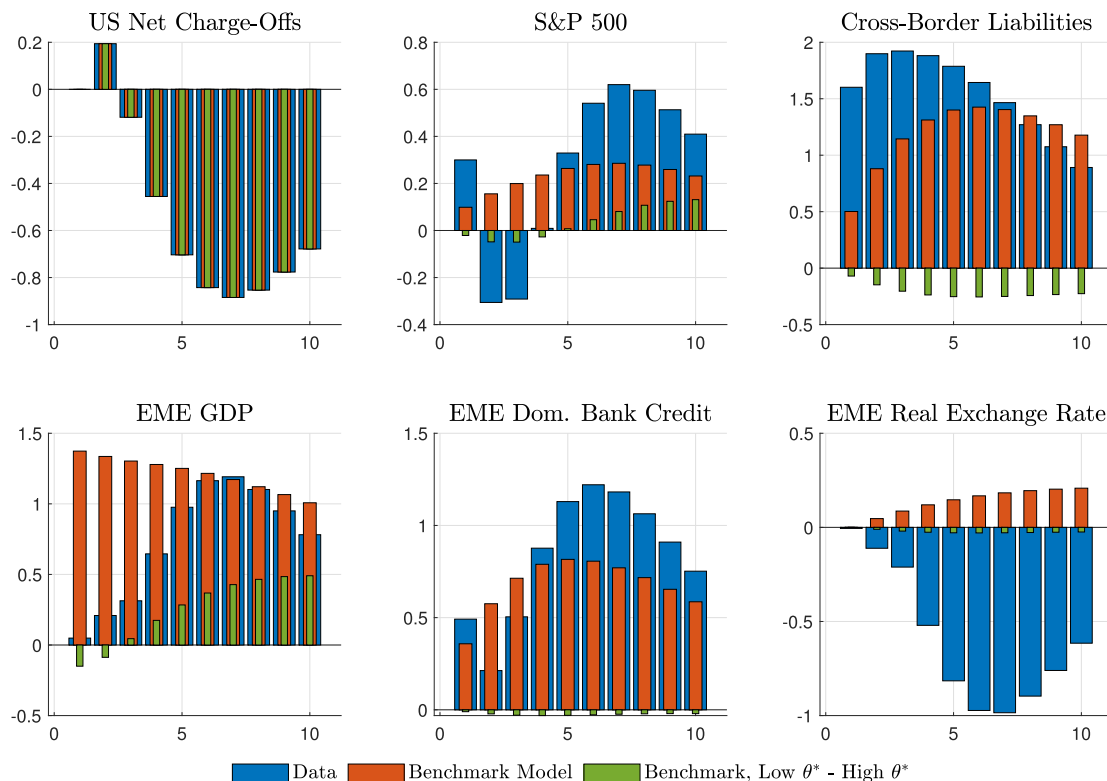 US Net Charge-Offs
0.2
0
-0.2
-0.4
-0.6
-0.8
-1
0 5 10
S&P 500
0.8
0.6
0.4
0.2
0
-0.2
-0.4
0 5 10
Cross-Border Liabilities
2
1.5
1
0.5
0
-0.5
0 5 10
EME GDP
1.5
1
0.5
0
-0.5
0 5 10
EME Dom. Bank Credit
1.5
1
0.5
0
0 5 10
EME Real Exchange Rate
0.5
0
-0.5
-1
0 5 10
Data Benchmark Model Benchmark, Low θ* - High θ*